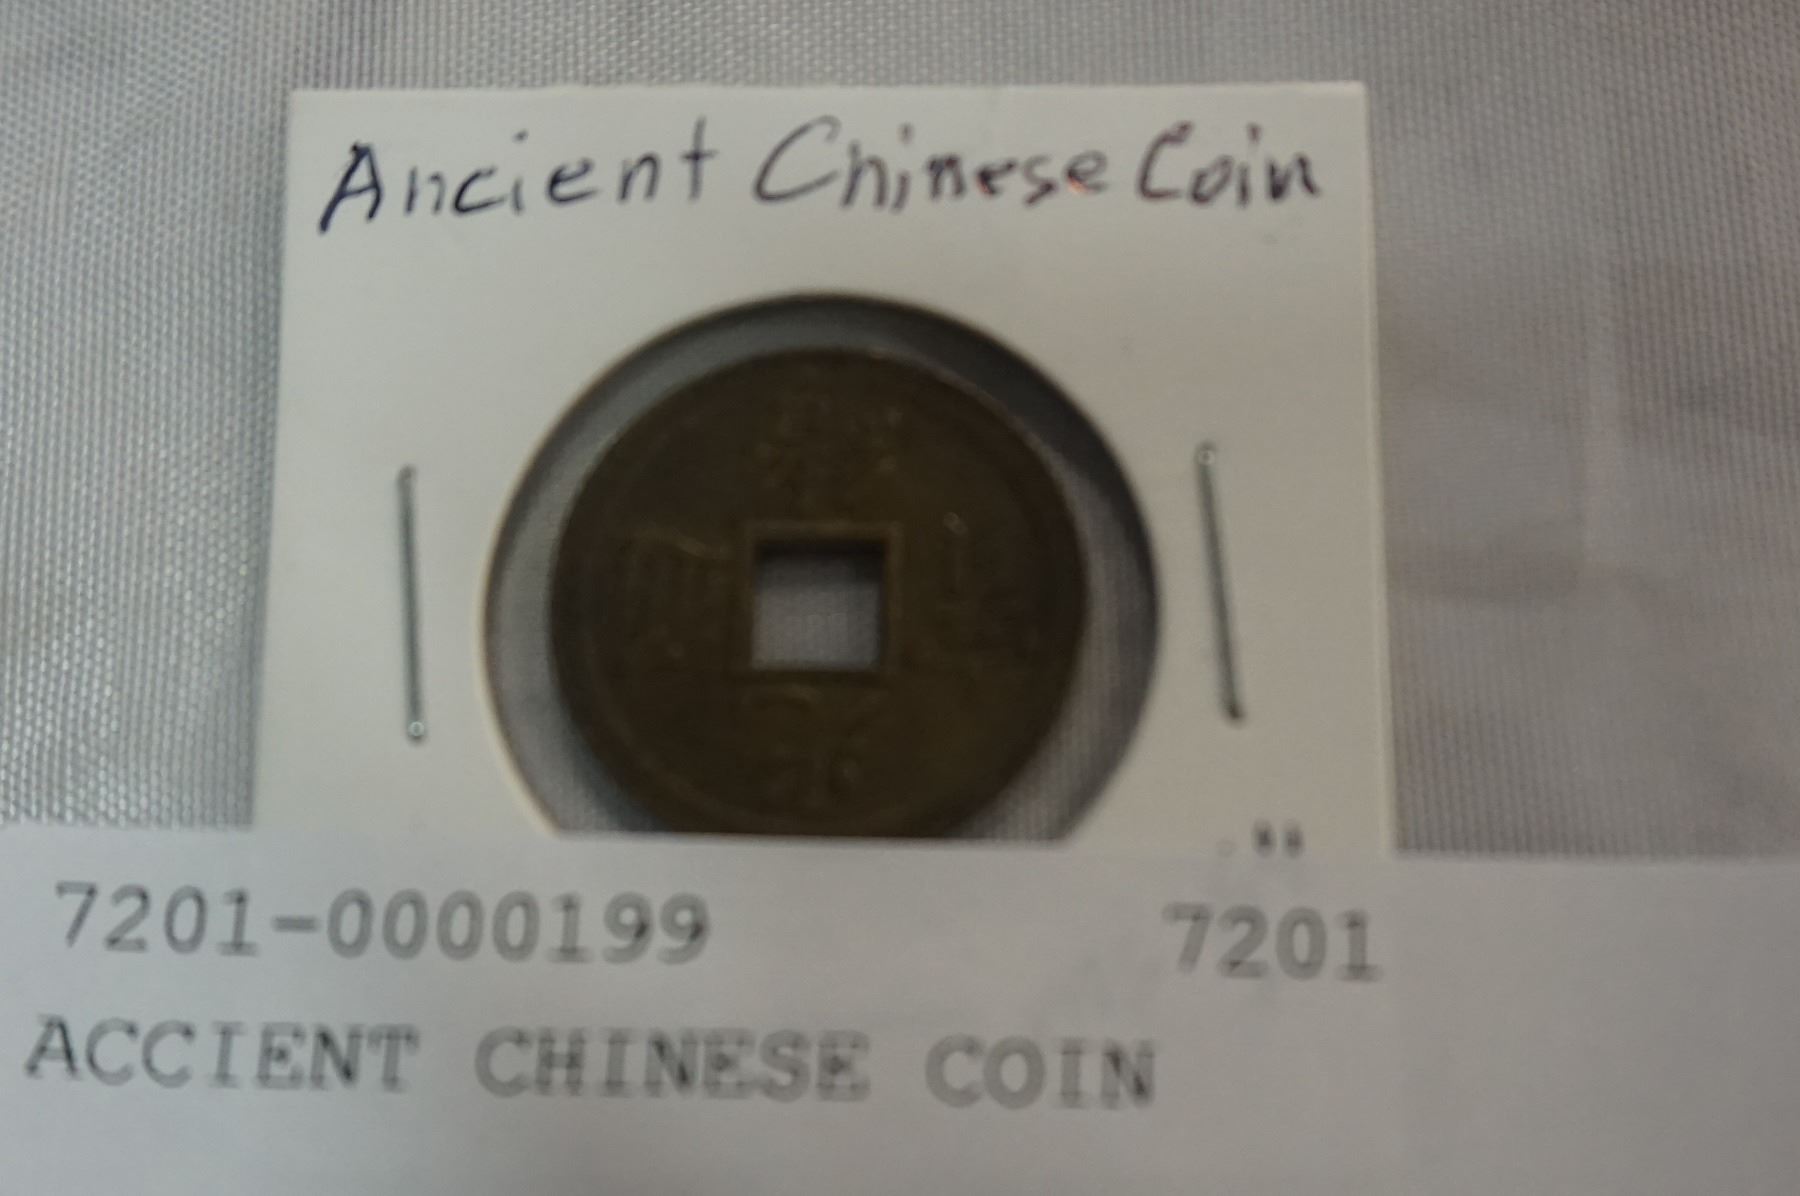 Ancient Chinese Coin
7201-0000199 7201
ACCIENT CHINESE COIN